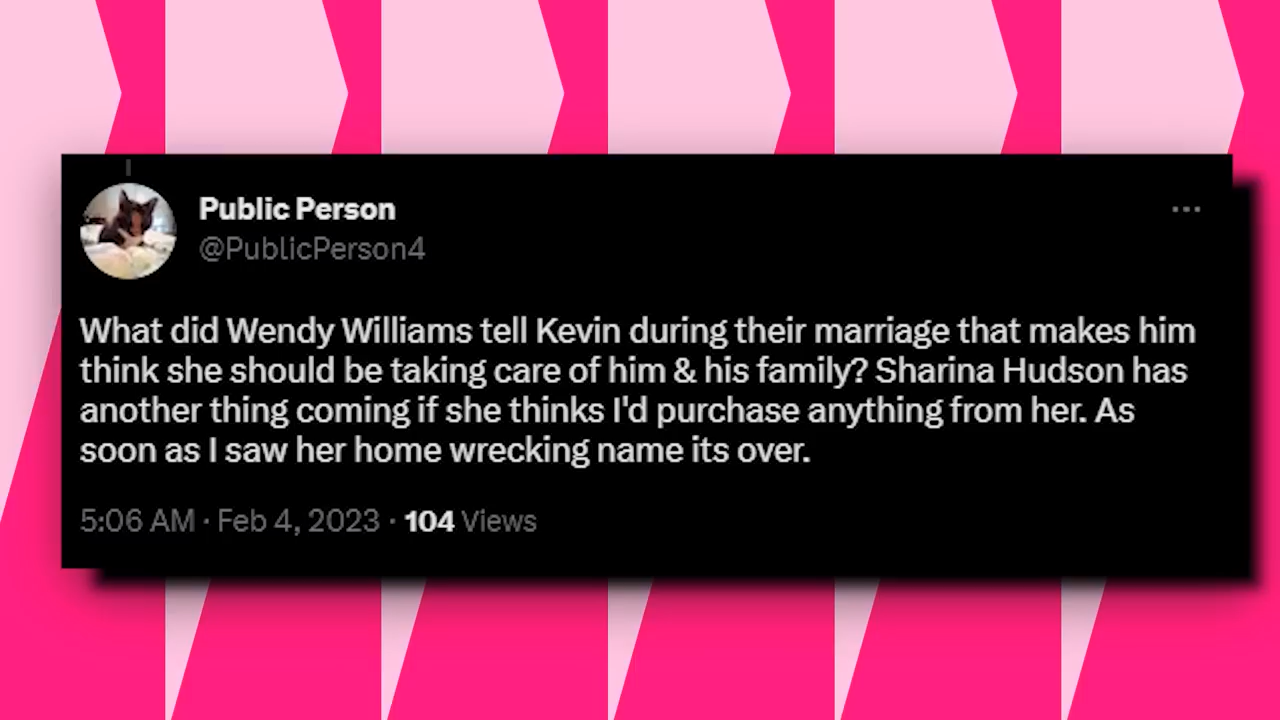 Public Person
@PublicPerson4
What did Wendy Williams tell Kevin during their marriage that makes him
think she should be taking care of him & his family? Sharina Hudson has
another thing coming if she thinks I'd purchase anything from her. As
soon as I saw her home wrecking name its over.
5:06 AM · Feb 4, 2023 · 104 Views